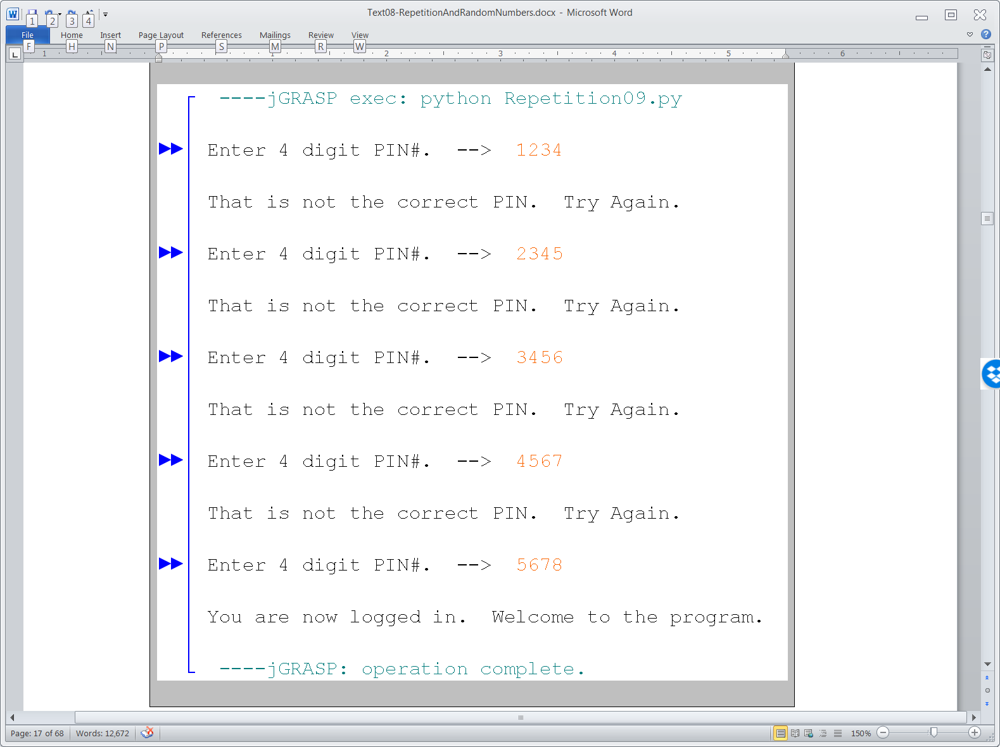 Text08-RepetitionAndRandomNumbers.docx - Microsoft Word
1 2 3 4
File Home Insert Page Layout References Mailings Review View
F H N P S M R W
L 1 1 2 3 4 5 6
----jGRASP exec: python Repetition09.py
Enter 4 digit PIN#.  -->  1234
That is not the correct PIN.  Try Again.
Enter 4 digit PIN#.  -->  2345
That is not the correct PIN.  Try Again.
Enter 4 digit PIN#.  -->  3456
That is not the correct PIN.  Try Again.
Enter 4 digit PIN#.  -->  4567
That is not the correct PIN.  Try Again.
Enter 4 digit PIN#.  -->  5678
You are now logged in.  Welcome to the program.
----jGRASP: operation complete.
Page: 17 of 68 Words: 12,672 150%